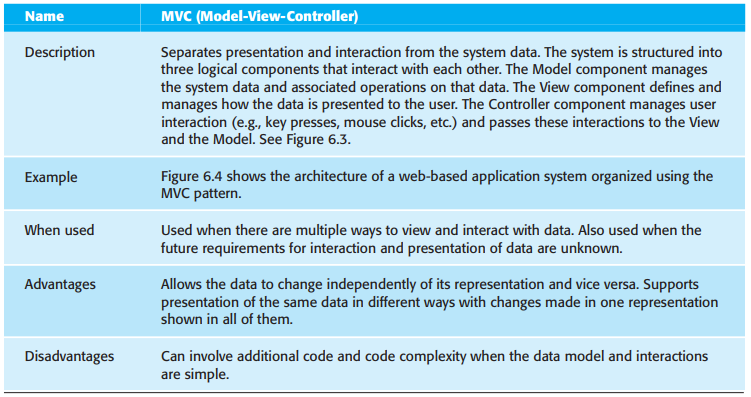 Name MVC (Model-View-Controller)
Description Separates presentation and interaction from the system data. The system is structured into
three logical components that interact with each other. The Model component manages
the system data and associated operations on that data. The View component defines and
manages how the data is presented to the user. The Controller component manages user
interaction (e.g., key presses, mouse clicks, etc.) and passes these interactions to the View
and the Model. See Figure 6.3.
Example Figure 6.4 shows the architecture of a web-based application system organized using the
MVC pattern.
When used Used when there are multiple ways to view and interact with data. Also used when the
future requirements for interaction and presentation of data are unknown.
Advantages Allows the data to change independently of its representation and vice versa. Supports
presentation of the same data in different ways with changes made in one representation
shown in all of them.
Disadvantages Can involve additional code and code complexity when the data model and interactions
are simple.